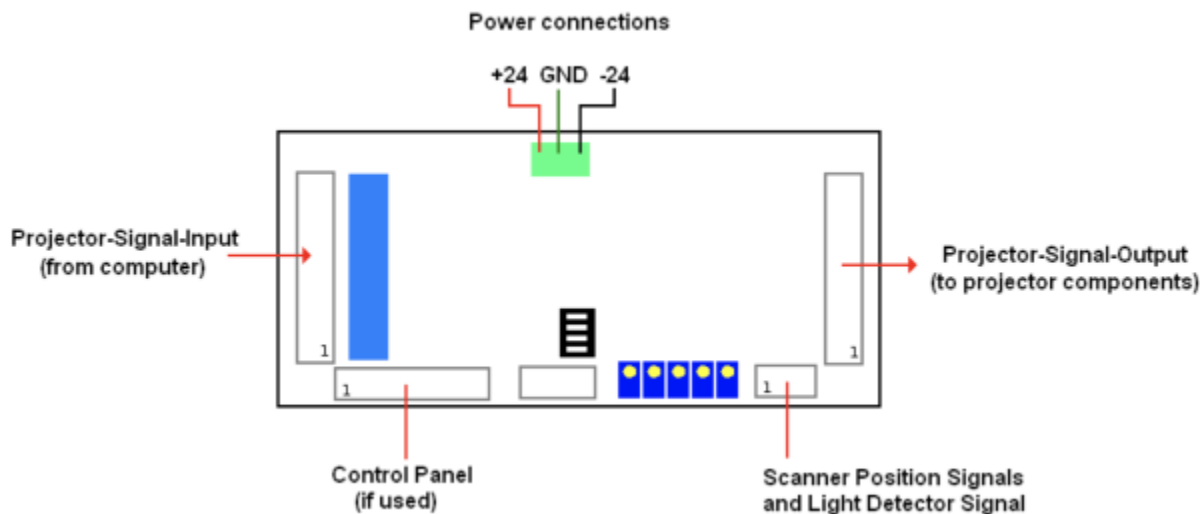 Power connections
+24 GND -24
Projector-Signal-Input
(from computer)
Projector-Signal-Output
(to projector components)
1
1
1
1
Control Panel
(if used)
Scanner Position Signals
and Light Detector Signal